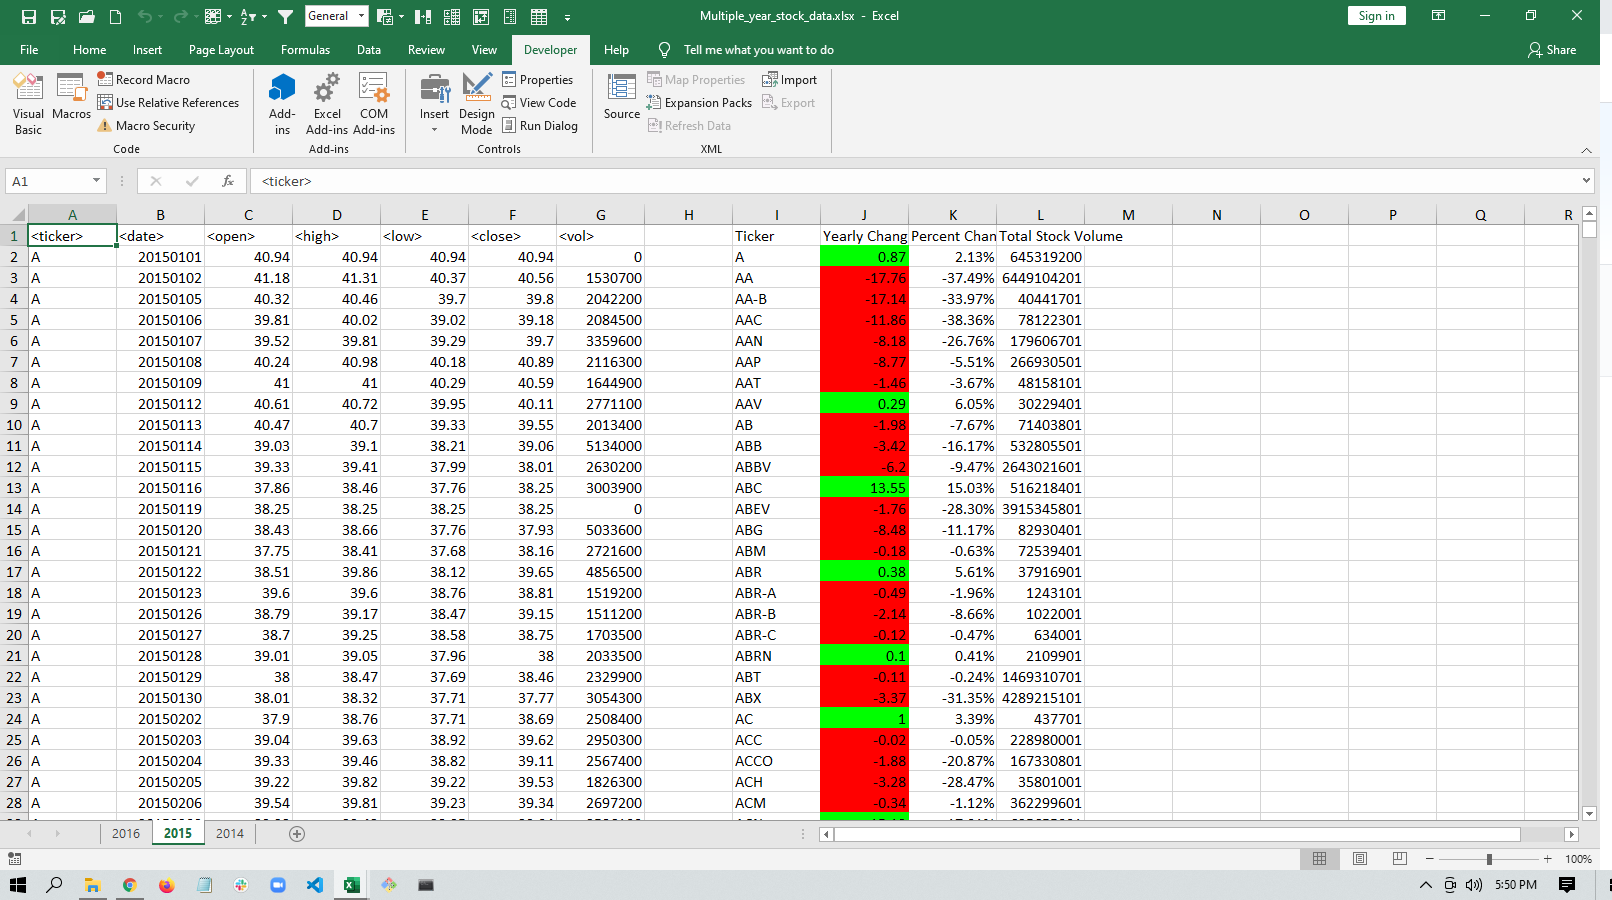 General
Multiple_year_stock_data.xlsx - Excel
Sign in
File Home Insert Page Layout Formulas Data Review View Developer Help Tell me what you want to do Share
Visual Basic
Macros
Record Macro
Use Relative References
Macro Security
Code
Add-ins
Excel Add-ins
COM Add-ins
Add-ins
Insert
Design Mode
Properties
View Code
Run Dialog
Controls
Source
Map Properties
Expansion Packs
Refresh Data
Import
Export
XML
A1 fx <ticker>
A B C D E F G H I J K L M N O P Q R
1 <ticker> <date> <open> <high> <low> <close> <vol> Ticker Yearly Chang Percent Chan Total Stock Volume
2 A 20150101 40.94 40.94 40.94 40.94 0 A 0.87 2.13% 645319200
3 A 20150102 41.18 41.31 40.37 40.56 1530700 AA -17.76 -37.49% 6449104201
4 A 20150105 40.32 40.46 39.7 39.8 2042200 AA-B -17.14 -33.97% 40441701
5 A 20150106 39.81 40.02 39.02 39.18 2084500 AAC -11.86 -38.36% 78122301
6 A 20150107 39.52 39.81 39.29 39.7 3359600 AAN -8.18 -26.76% 179606701
7 A 20150108 40.24 40.98 40.18 40.89 2116300 AAP -8.77 -5.51% 266930501
8 A 20150109 41 41 40.29 40.59 1644900 AAT -1.46 -3.67% 48158101
9 A 20150112 40.61 40.72 39.95 40.11 2771100 AAV 0.29 6.05% 30229401
10 A 20150113 40.47 40.7 39.33 39.55 2013400 AB -1.98 -7.67% 71403801
11 A 20150114 39.03 39.1 38.21 39.06 5134000 ABB -3.42 -16.17% 532805501
12 A 20150115 39.33 39.41 37.99 38.01 2630200 ABBV -6.2 -9.47% 2643021601
13 A 20150116 37.86 38.46 37.76 38.25 3003900 ABC 13.55 15.03% 516218401
14 A 20150119 38.25 38.25 38.25 38.25 0 ABEV -1.76 -28.30% 3915345801
15 A 20150120 38.43 38.66 37.76 37.93 5033600 ABG -8.48 -11.17% 82930401
16 A 20150121 37.75 38.41 37.68 38.16 2721600 ABM -0.18 -0.63% 72539401
17 A 20150122 38.51 39.86 38.12 39.65 4856500 ABR 0.38 5.61% 37916901
18 A 20150123 39.6 39.6 38.76 38.81 1519200 ABR-A -0.49 -1.96% 1243101
19 A 20150126 38.79 39.17 38.47 39.15 1511200 ABR-B -2.14 -8.66% 1022001
20 A 20150127 38.7 39.25 38.58 38.75 1703500 ABR-C -0.12 -0.47% 634001
21 A 20150128 39.01 39.05 37.96 38 2033500 ABRN 0.1 0.41% 2109901
22 A 20150129 38 38.47 37.69 38.46 2329900 ABT -0.11 -0.24% 1469310701
23 A 20150130 38.01 38.32 37.71 37.77 3054300 ABX -3.37 -31.35% 4289215101
24 A 20150202 37.9 38.76 37.71 38.69 2508400 AC 1 3.39% 437701
25 A 20150203 39.04 39.63 38.92 39.62 2950300 ACC -0.02 -0.05% 228980001
26 A 20150204 39.33 39.46 38.82 39.11 2567400 ACCO -1.88 -20.87% 167330801
27 A 20150205 39.22 39.82 39.22 39.53 1826300 ACH -3.28 -28.47% 35801001
28 A 20150206 39.54 39.81 39.23 39.34 2697200 ACM -0.34 -1.12% 362299601
2016 2015 2014
100%
5:50 PM